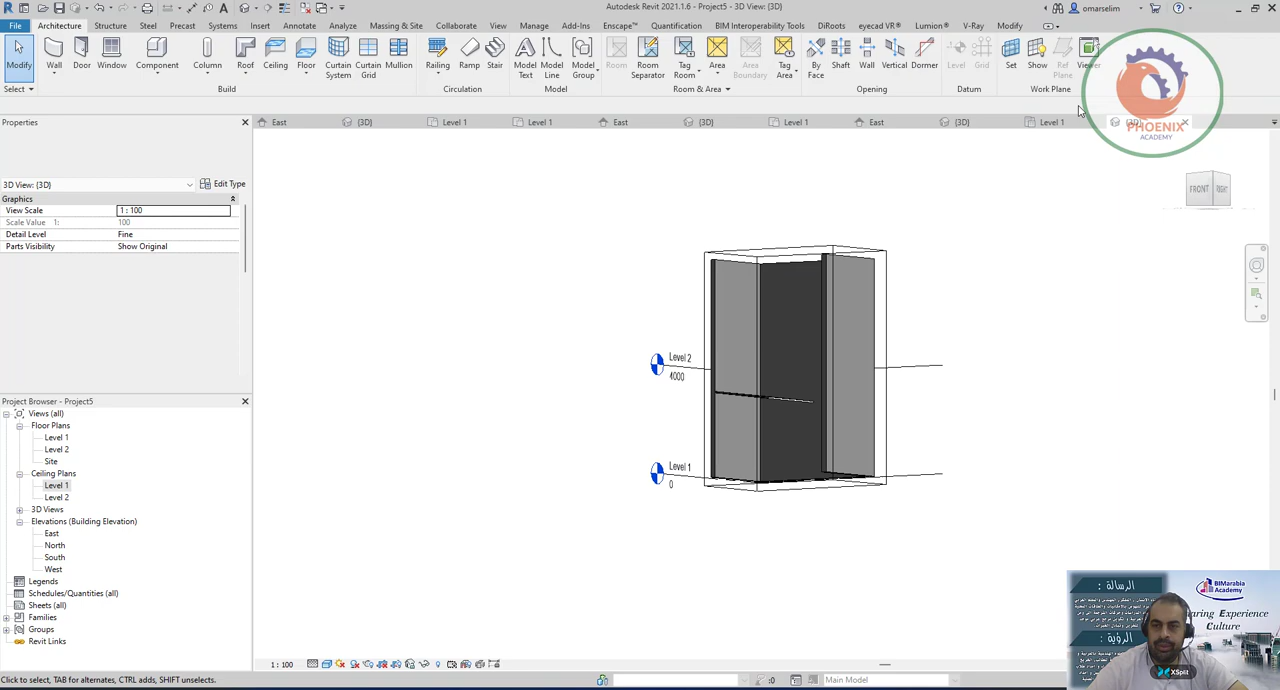 Autodesk Revit 2021.1.6 - Project5 - 3D View: {3D}
omarselim
File
Architecture
Structure
Steel
Precast
Systems
Insert
Annotate
Analyze
Massing & Site
Collaborate
View
Manage
Add-Ins
Enscape™
Quantification
BIM Interoperability Tools
DiRoots
eyecad VR®
Lumion®
V-Ray
Modify
Modify
Wall
Door
Window
Component
Column
Roof
Ceiling
Floor
Curtain System
Curtain Grid
Mullion
Railing
Ramp
Stair
Model Text
Model Line
Model Group
Room
Room Separator
Tag Room
Area
Area Boundary
Tag Area
By Face
Shaft
Wall
Vertical
Dormer
Level
Grid
Set
Show
Ref Plane
Viewer
Select
Build
Circulation
Model
Room & Area
Opening
Datum
Work Plane
PHOENIX
ACADEMY
Properties
East
{3D}
Level 1
Level 1
East
{3D}
Level 1
East
{3D}
Level 1
3D View: {3D}
Edit Type
Graphics
View Scale
1 : 100
Scale Value 1:
100
Detail Level
Fine
Parts Visibility
Show Original
FRONT
RIGHT
Level 2
4000
Level 1
0
Project Browser - Project5
Views (all)
Floor Plans
Level 1
Level 2
Site
Ceiling Plans
Level 1
Level 2
3D Views
Elevations (Building Elevation)
East
North
South
West
Legends
Schedules/Quantities (all)
Sheets (all)
Families
Groups
Revit Links
الرسالة :
BIMarabia
Academy
aring Experience
Culture
الرؤية :
XSplit
1 : 100
Click to select, TAB for alternates, CTRL adds, SHIFT unselects.
:0
Main Model